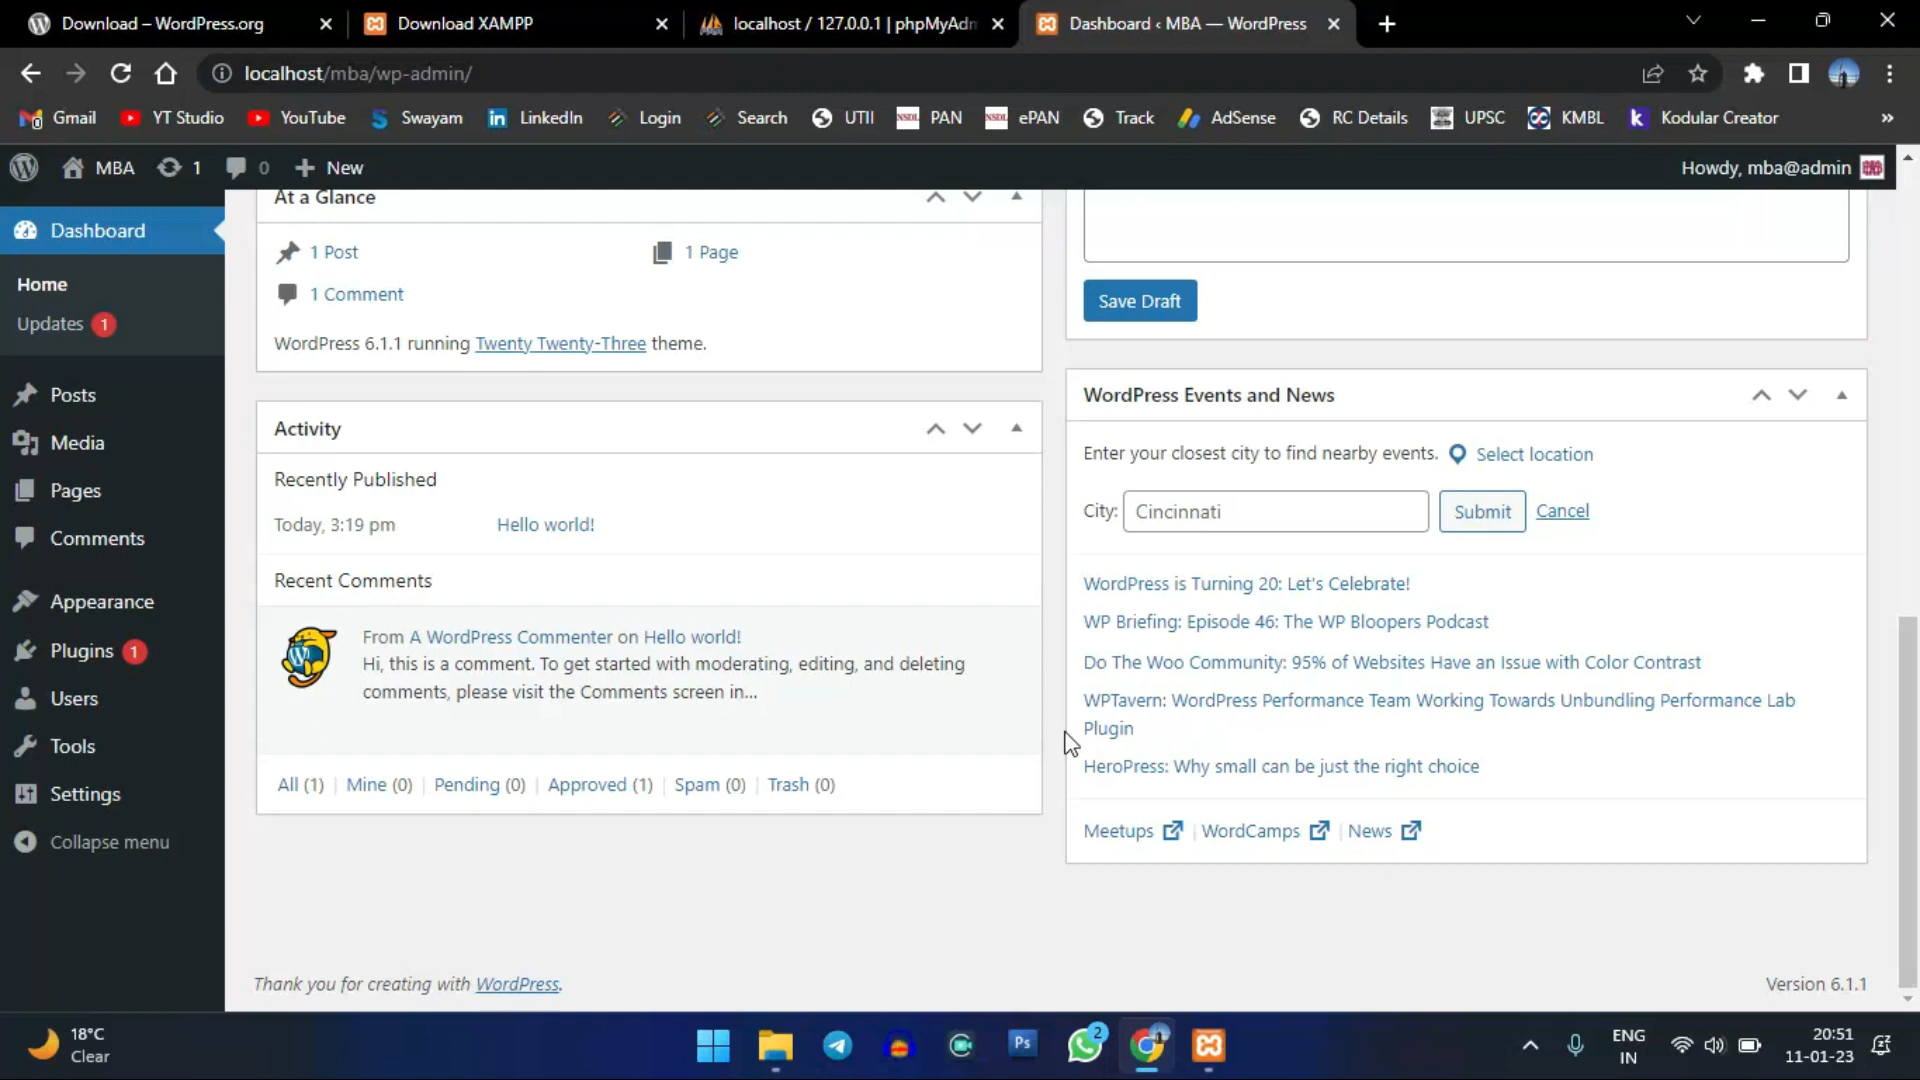 Download – WordPress.org
Download XAMPP
localhost / 127.0.0.1 | phpMyAdm
Dashboard ‹ MBA — WordPress
localhost/mba/wp-admin/
Gmail
YT Studio
YouTube
Swayam
LinkedIn
Login
Search
UTII
PAN
ePAN
Track
AdSense
RC Details
UPSC
KMBL
Kodular Creator
»
MBA
1
0
New
Howdy, mba@admin
Dashboard
Home
Updates 1
Posts
Media
Pages
Comments
Appearance
Plugins 1
Users
Tools
Settings
Collapse menu
At a Glance
1 Post
1 Page
1 Comment
WordPress 6.1.1 running Twenty Twenty-Three theme.
Activity
Recently Published
Today, 3:19 pm
Hello world!
Recent Comments
From A WordPress Commenter on Hello world!
Hi, this is a comment. To get started with moderating, editing, and deleting
comments, please visit the Comments screen in...
All (1) | Mine (0) | Pending (0) | Approved (1) | Spam (0) | Trash (0)
Save Draft
WordPress Events and News
Enter your closest city to find nearby events. Select location
City: Cincinnati Submit Cancel
WordPress is Turning 20: Let's Celebrate!
WP Briefing: Episode 46: The WP Bloopers Podcast
Do The Woo Community: 95% of Websites Have an Issue with Color Contrast
WPTavern: WordPress Performance Team Working Towards Unbundling Performance Lab
Plugin
HeroPress: Why small can be just the right choice
Meetups | WordCamps | News
Thank you for creating with WordPress.
Version 6.1.1
18°C
Clear
Ps
2
ENG
IN
20:51
11-01-23